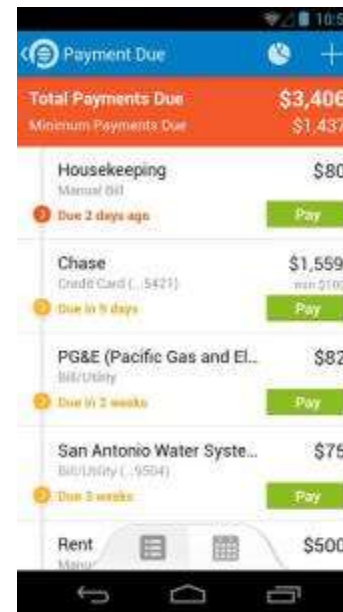 10:5
Payment Due
Total Payments Due $3,406
Minimum Payments Due $1,437
Housekeeping $80
Manual Bill
Due 2 days ago Pay
Chase $1,559
Credit Card (...5421) min $100
Due in 9 days Pay
PG&E (Pacific Gas and El... $82
Bill/Utility
Due in 2 weeks Pay
San Antonio Water Syste... $75
Bill/Utility (...9504)
Due 3 weeks Pay
Rent $500